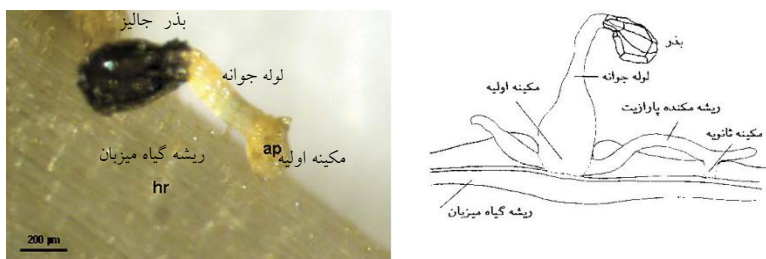 بذر جالیز
لوله جوانه
ap
مکینه اولیه
ریشه گیاه میزبان
hr
200 µm
بذر
لوله جوانه
مکینه اولیه
ریشه مکنده پارازیت
مکینه ثانویه
ریشه گیاه میزبان